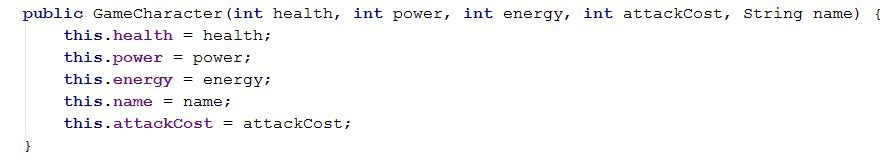 public GameCharacter(int health, int power, int energy, int attackCost, String name) {
    this.health = health;
    this.power = power;
    this.energy = energy;
    this.name = name;
    this.attackCost = attackCost;
}